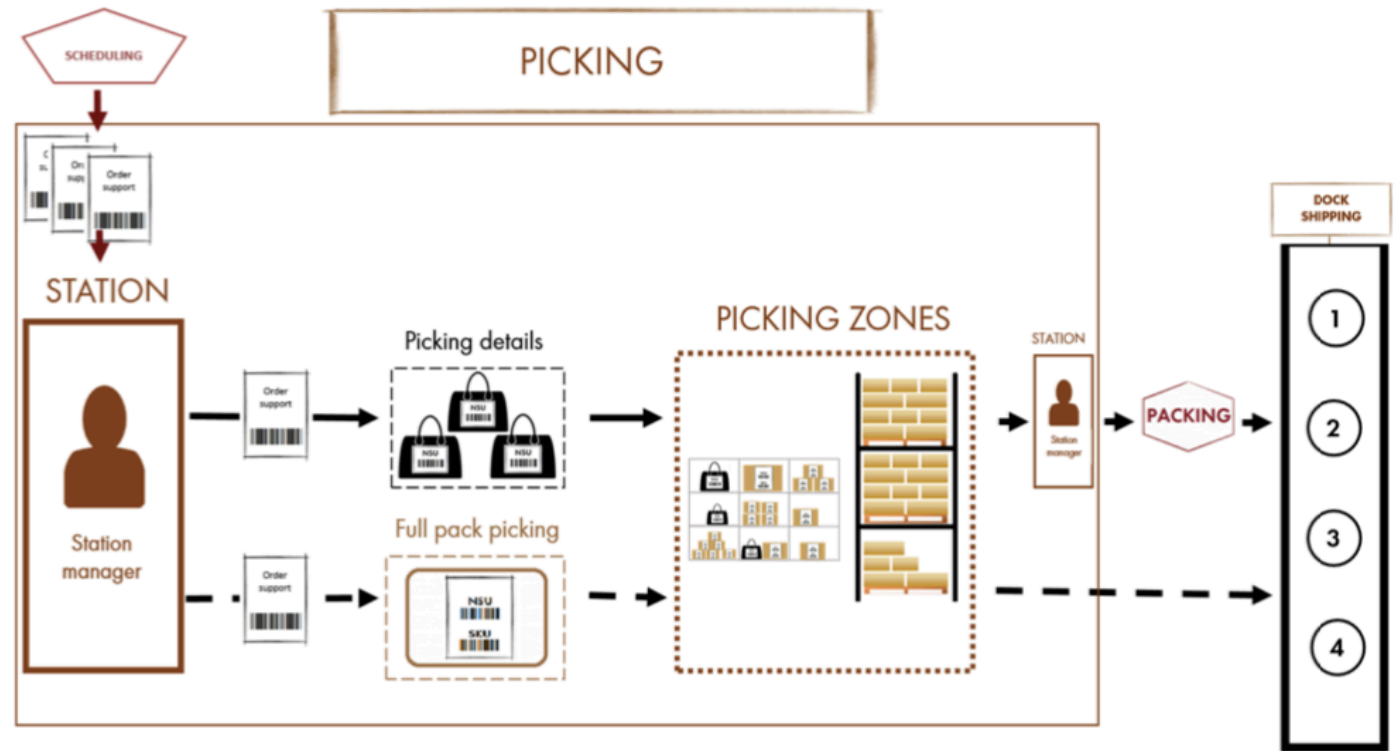 SCHEDULING
PICKING
Order
support
DOCK
SHIPPING
STATION
Station
manager
Order
support
Picking details
NSU
NSU
NSU
PICKING ZONES
STATION
Station
manager
PACKING
1
2
3
4
Order
support
Full pack picking
NSU
SKU